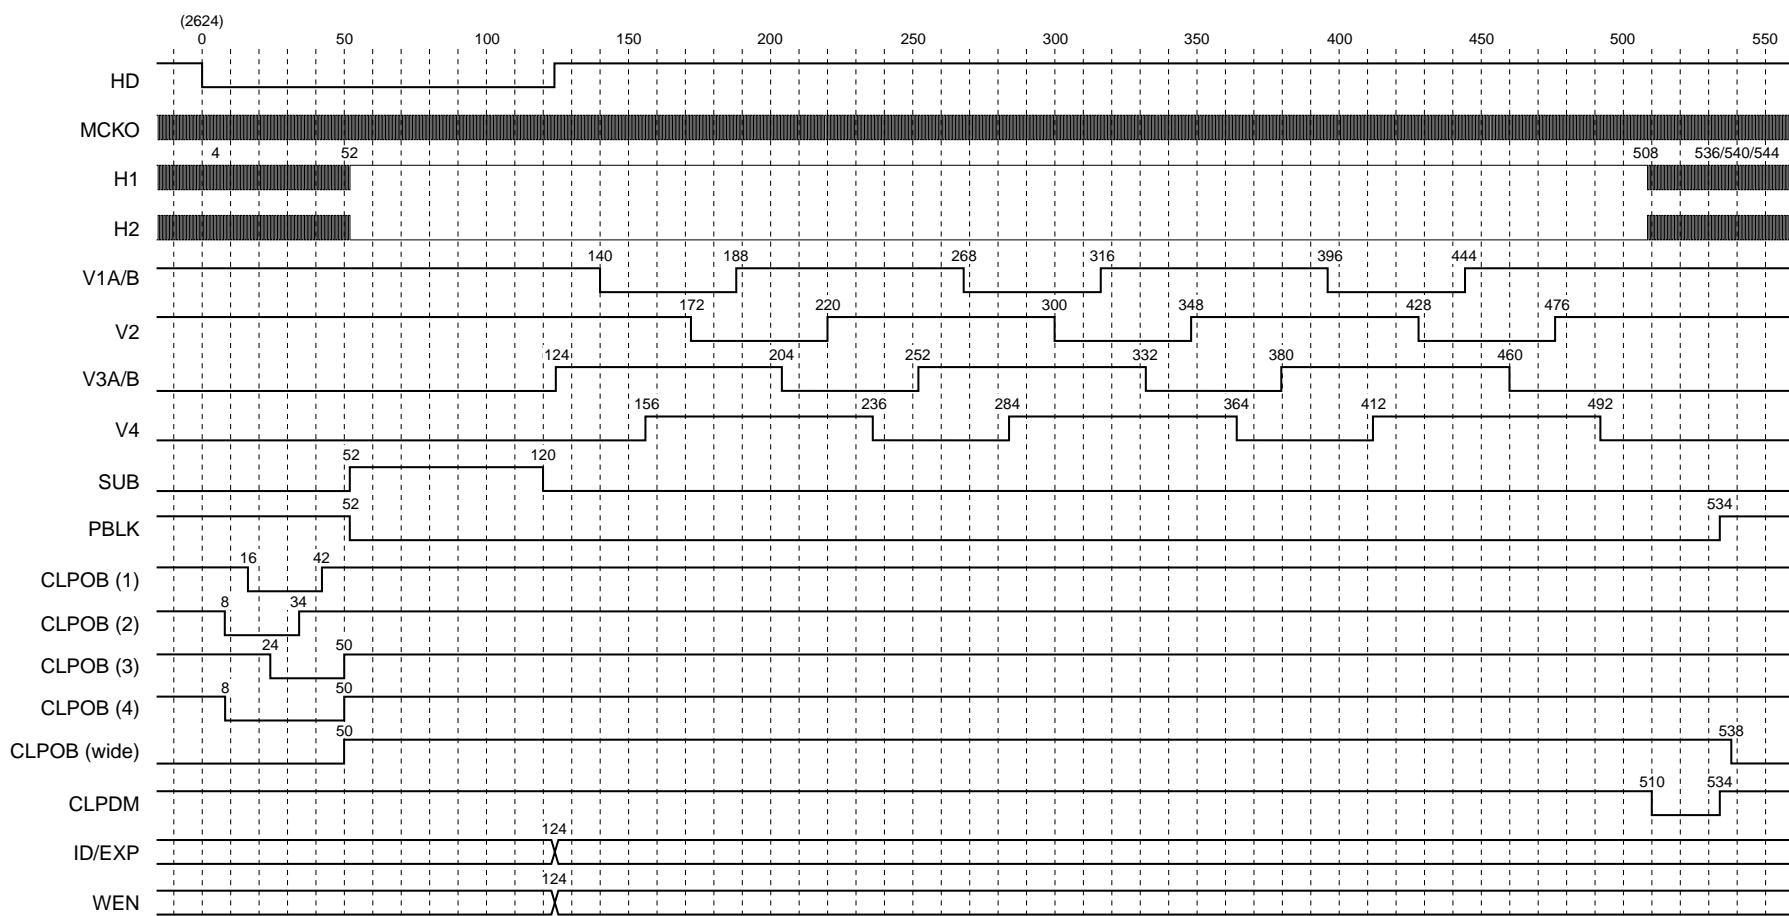 (2624)
0 50 100 150 200 250 300 350 400 450 500 550
HD
MCKO
4 52 508 536/540/544
H1
H2
140 188 268 316 396 444
V1A/B
172 220 300 348 428 476
V2
124 204 252 332 380 460
V3A/B
156 236 284 364 412 492
V4
52 120
SUB
52 534
PBLK
16 42
CLPOB (1)
8 34
CLPOB (2)
24 50
CLPOB (3)
8 50
CLPOB (4)
50 538
CLPOB (wide)
510 534
CLPDM
124
ID/EXP
124
WEN